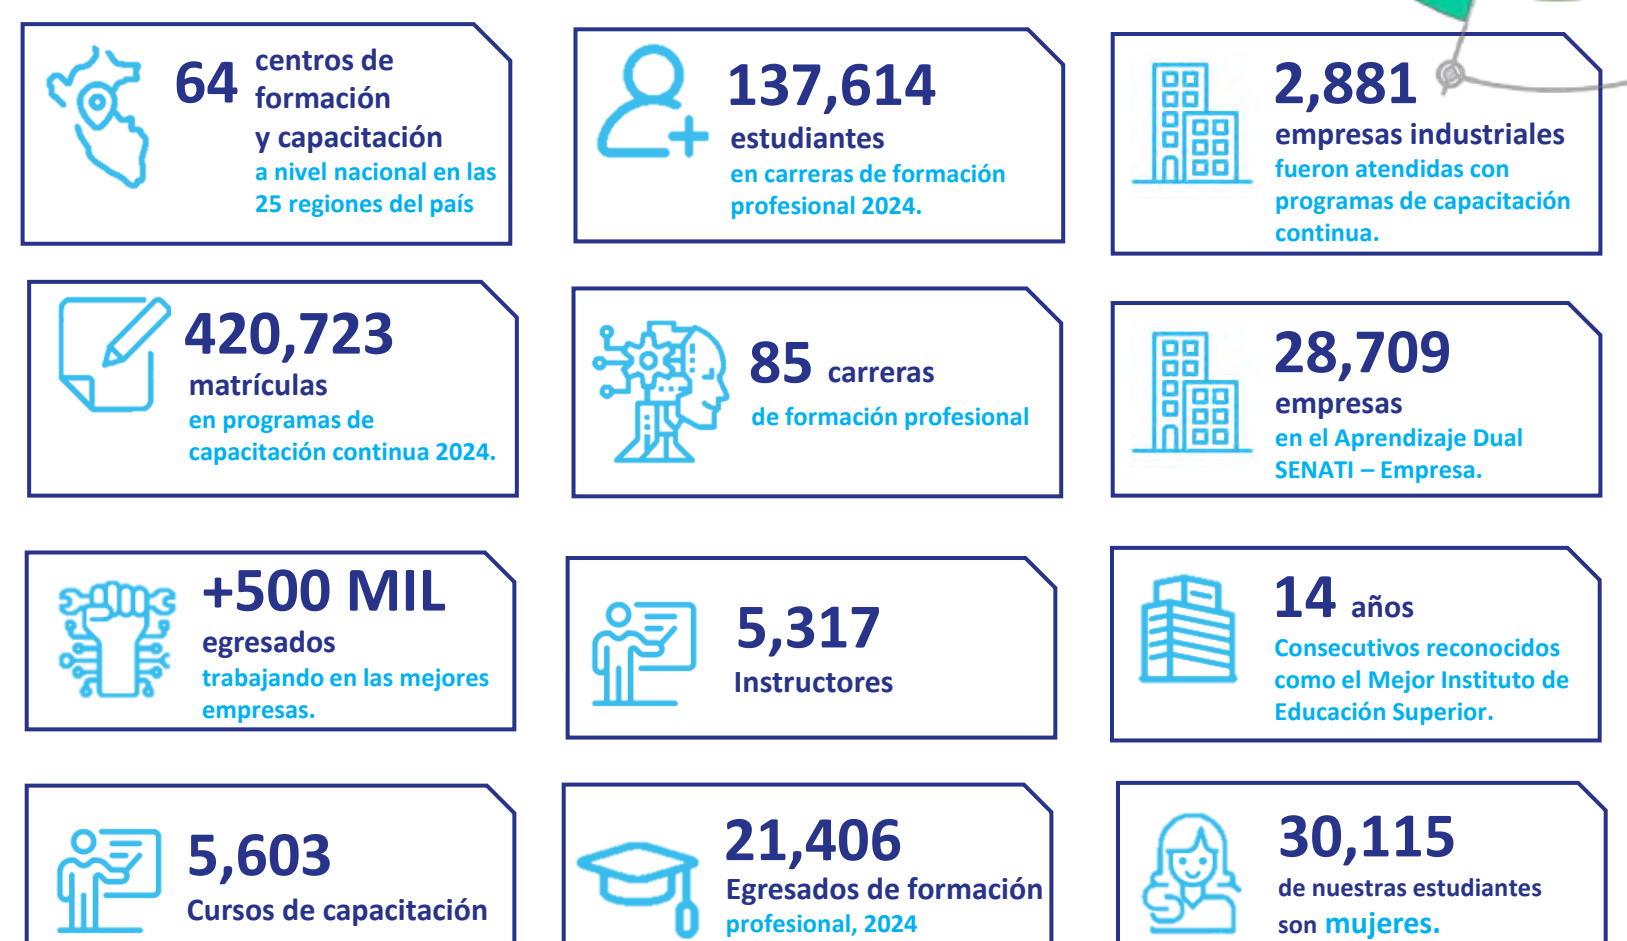 64
centros de
formación
y capacitación
a nivel nacional en las
25 regiones del país
137,614
estudiantes
en carreras de formación
profesional 2024.
2,881
empresas industriales
fueron atendidas con
programas de capacitación
continua.
420,723
matrículas
en programas de
capacitación continua 2024.
85 carreras
de formación profesional
28,709
empresas
en el Aprendizaje Dual
SENATI – Empresa.
+500 MIL
egresados
trabajando en las mejores
empresas.
5,317
Instructores
14 años
Consecutivos reconocidos
como el Mejor Instituto de
Educación Superior.
5,603
Cursos de capacitación
21,406
Egresados de formación
profesional, 2024
30,115
de nuestras estudiantes
son mujeres.